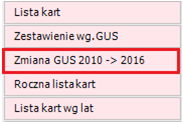 Lista kart
Zestawienie wg. GUS
Zmiana GUS 2010 -> 2016
Roczna lista kart
Lista kart wg lat